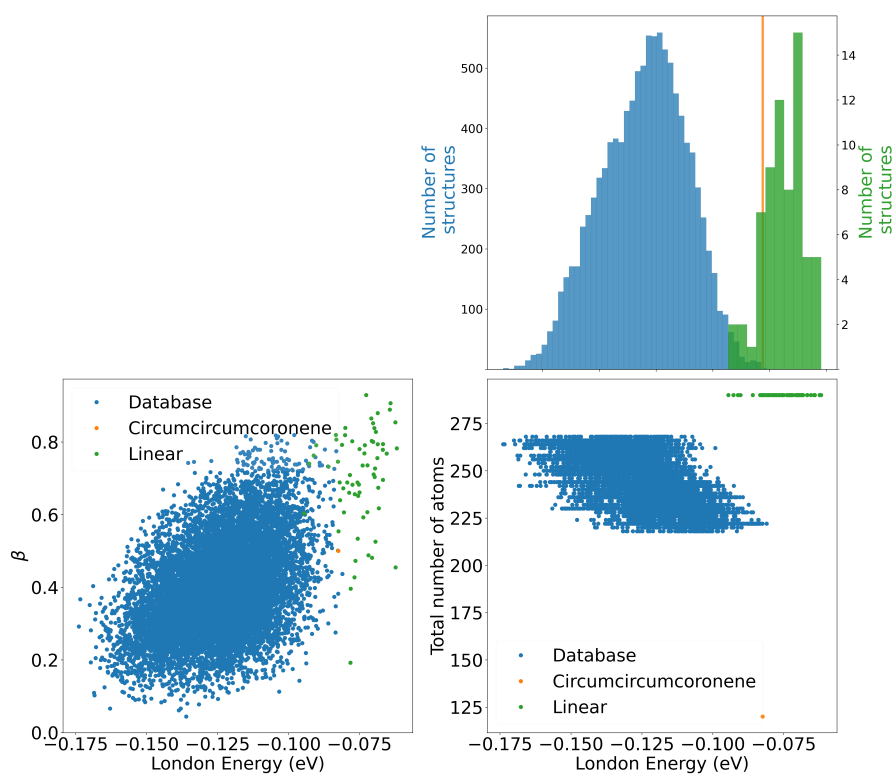 Number of
structures
500
400
300
200
100
14
12
10
8
6
4
2
Number of
structures
Database
Circumcircumcoronene
Linear
0.8
0.6
0.4
0.2
0.0
β
−0.175 −0.150 −0.125 −0.100 −0.075
London Energy (eV)
Total number of atoms
275
250
225
200
175
150
125
Database
Circumcircumcoronene
Linear
−0.175 −0.150 −0.125 −0.100 −0.075
London Energy (eV)